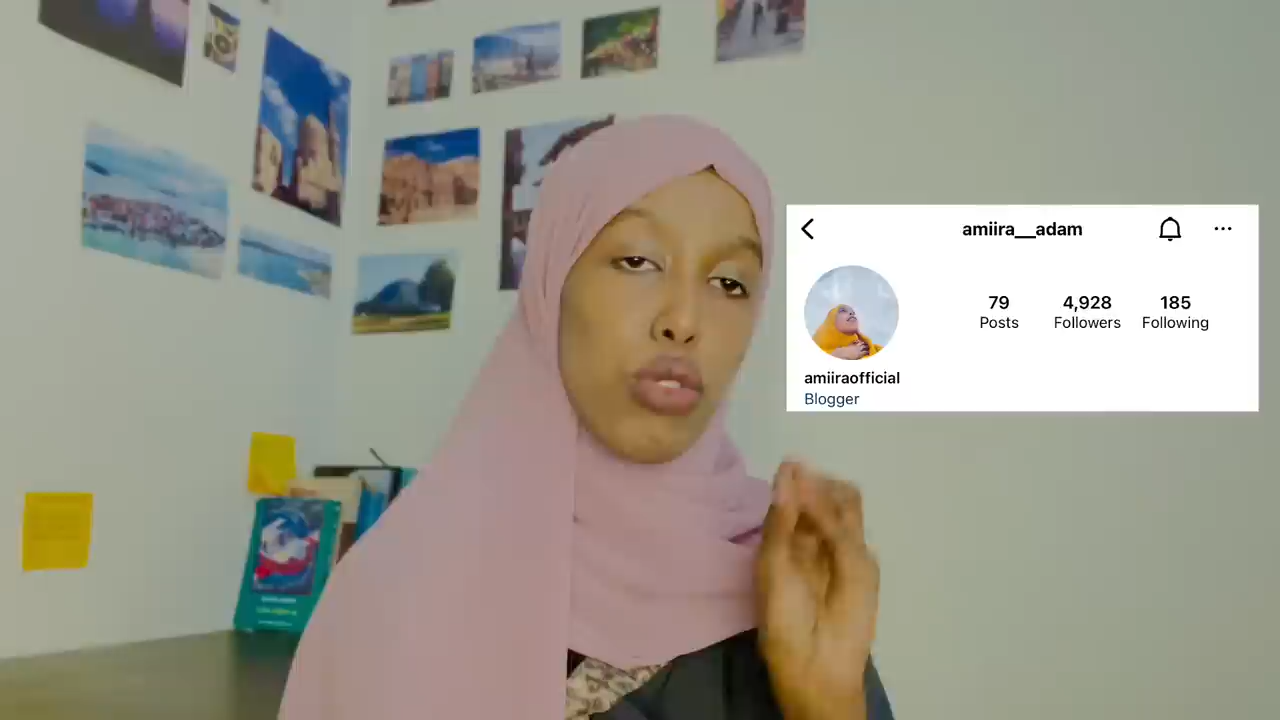 amiira__adam
79
4,928
185
Posts
Followers
Following
amiiraofficial
Blogger